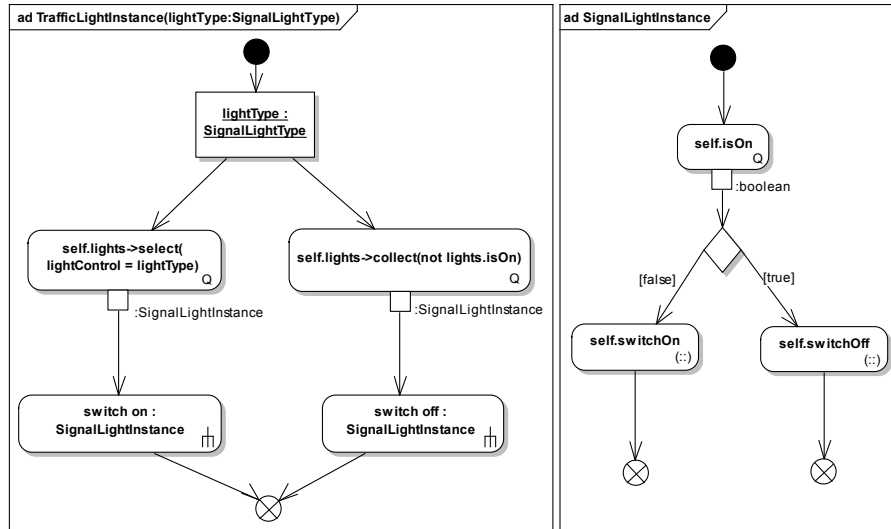 ad TrafficLightInstance(lightType:SignalLightType)
lightType :
SignalLightType
self.lights->select(
lightControl = lightType)
Q
:SignalLightInstance
self.lights->collect(not lights.isOn)
Q
:SignalLightInstance
switch on :
SignalLightInstance
switch off :
SignalLightInstance
ad SignalLightInstance
self.isOn
Q
:boolean
[false]
[true]
self.switchOn
(::)
self.switchOff
(::)